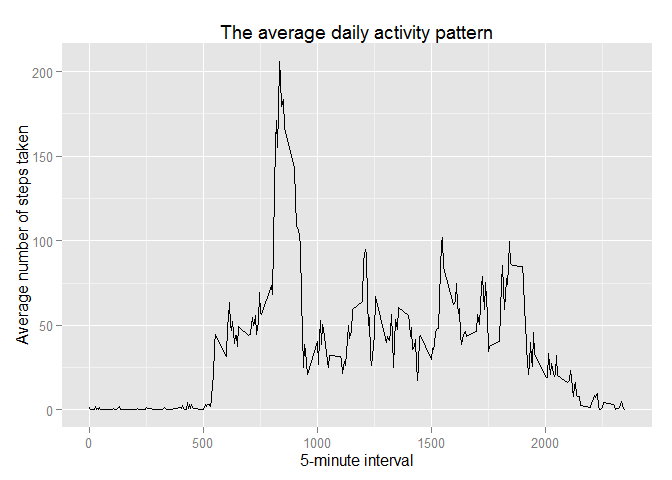 The average daily activity pattern
Average number of steps taken
200
150
100
50
0
0 500 1000 1500 2000
5-minute interval